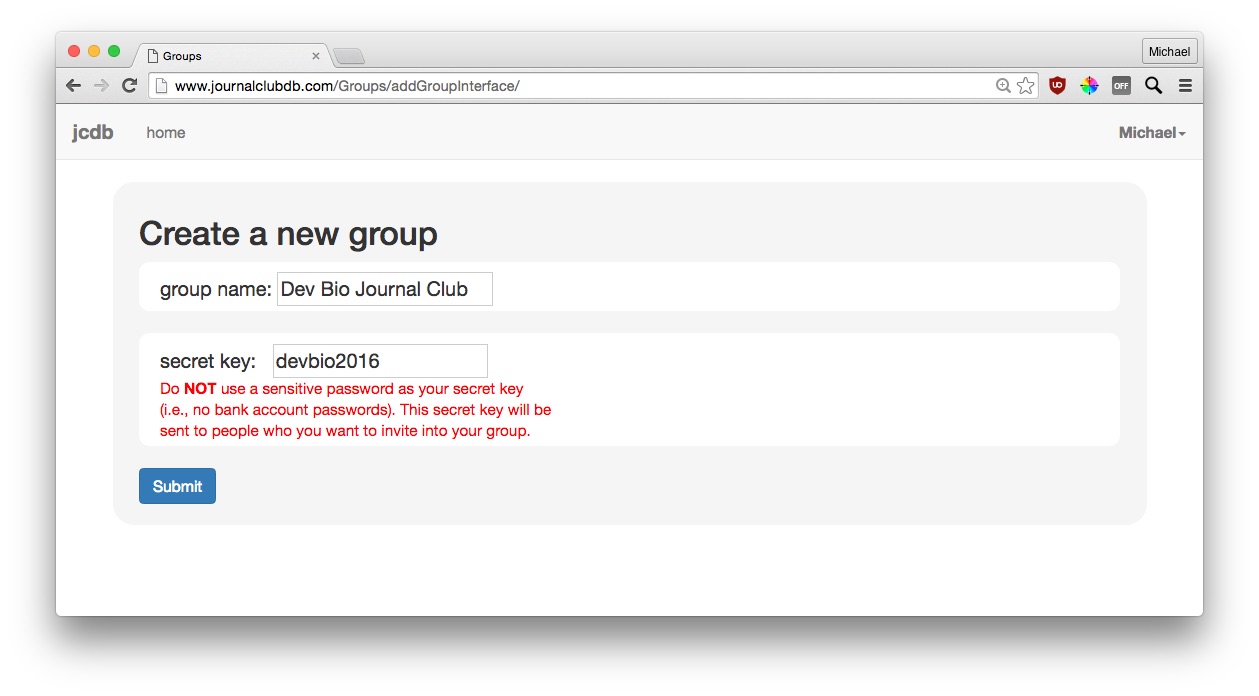 Groups
Michael
www.journalclubdb.com/Groups/addGroupInterface/
UD
OFF
jcdb home Michael
Create a new group
group name: Dev Bio Journal Club
secret key: devbio2016
Do NOT use a sensitive password as your secret key
(i.e., no bank account passwords). This secret key will be
sent to people who you want to invite into your group.
Submit